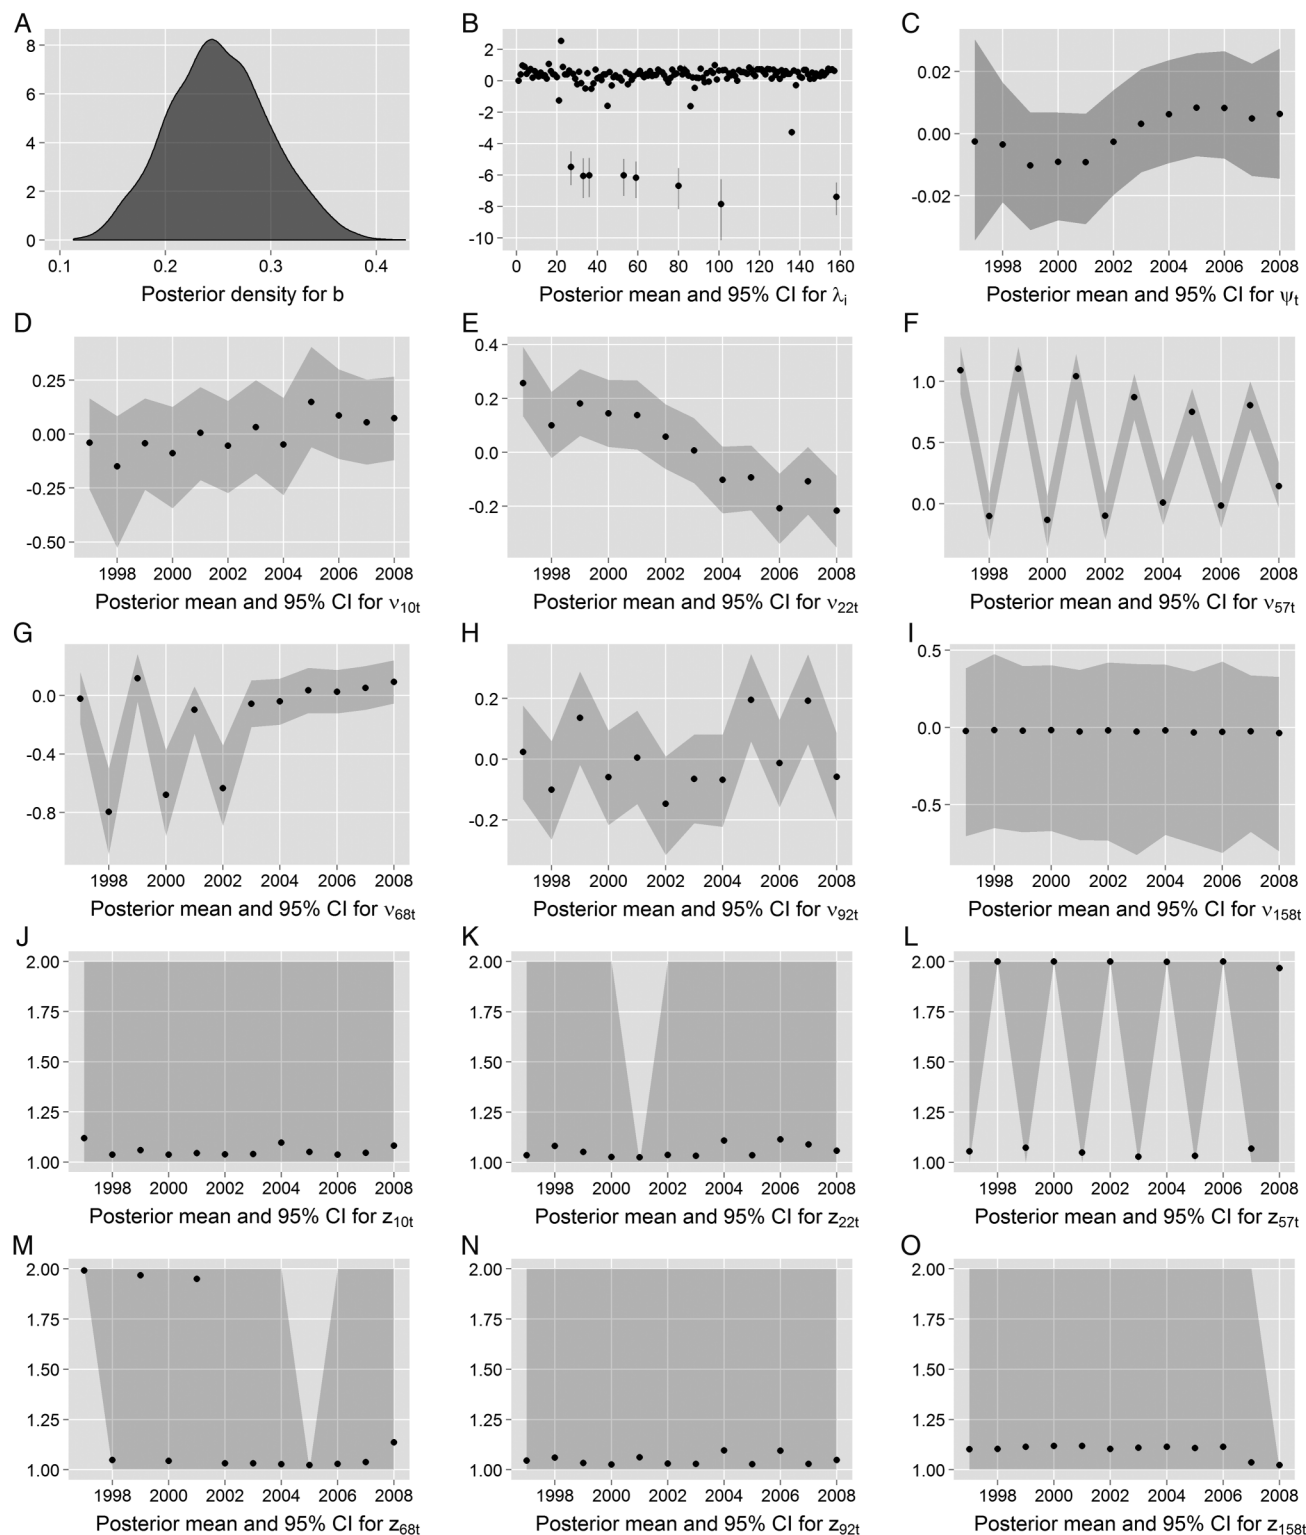 A
8
6
4
2
0
0.1 0.2 0.3 0.4
Posterior density for b
B
2
0
-2
-4
-6
-8
-10
0 20 40 60 80 100 120 140 160
Posterior mean and 95% CI for λi
C
0.02
0.00
-0.02
1998 2000 2002 2004 2006 2008
Posterior mean and 95% CI for ψt
D
0.25
0.00
-0.25
-0.50
1998 2000 2002 2004 2006 2008
Posterior mean and 95% CI for ν10t
E
0.4
0.2
0.0
-0.2
1998 2000 2002 2004 2006 2008
Posterior mean and 95% CI for ν22t
F
1.0
0.5
0.0
1998 2000 2002 2004 2006 2008
Posterior mean and 95% CI for ν57t
G
0.0
-0.4
-0.8
1998 2000 2002 2004 2006 2008
Posterior mean and 95% CI for ν68t
H
0.2
0.0
-0.2
1998 2000 2002 2004 2006 2008
Posterior mean and 95% CI for ν92t
I
0.5
0.0
-0.5
1998 2000 2002 2004 2006 2008
Posterior mean and 95% CI for ν158t
J
2.00
1.75
1.50
1.25
1.00
1998 2000 2002 2004 2006 2008
Posterior mean and 95% CI for z10t
K
2.00
1.75
1.50
1.25
1.00
1998 2000 2002 2004 2006 2008
Posterior mean and 95% CI for z22t
L
2.00
1.75
1.50
1.25
1.00
1998 2000 2002 2004 2006 2008
Posterior mean and 95% CI for z57t
M
2.00
1.75
1.50
1.25
1.00
1998 2000 2002 2004 2006 2008
Posterior mean and 95% CI for z68t
N
2.00
1.75
1.50
1.25
1.00
1998 2000 2002 2004 2006 2008
Posterior mean and 95% CI for z92t
O
2.00
1.75
1.50
1.25
1.00
1998 2000 2002 2004 2006 2008
Posterior mean and 95% CI for z158t